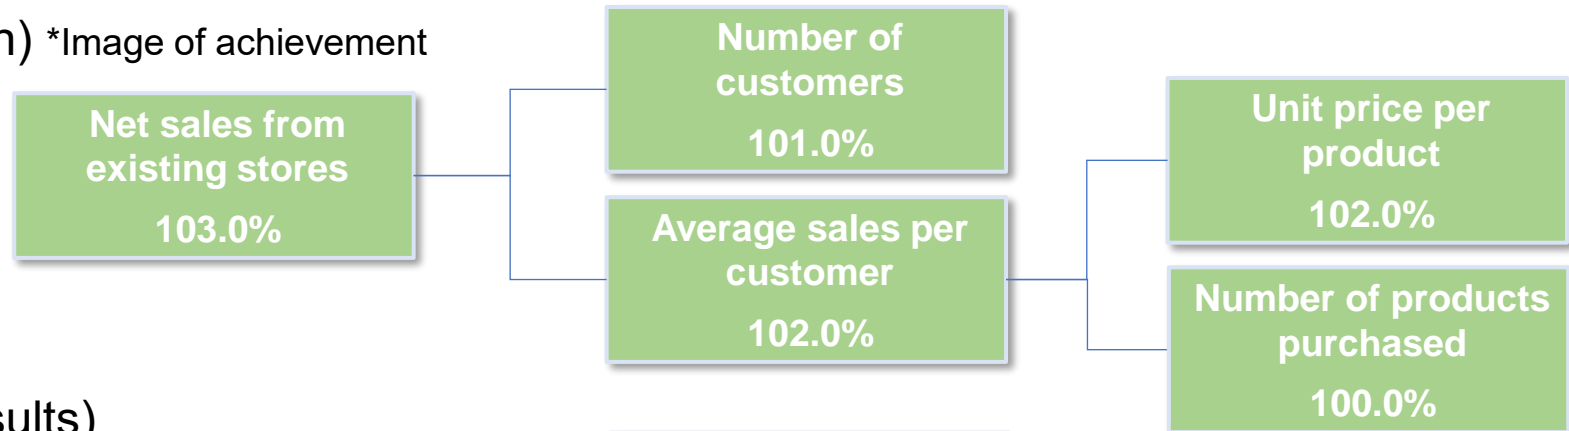 n) *Image of achievement
Net sales from
existing stores
103.0%
Number of
customers
101.0%
Average sales per
customer
102.0%
Unit price per
product
102.0%
Number of products
purchased
100.0%
sults)